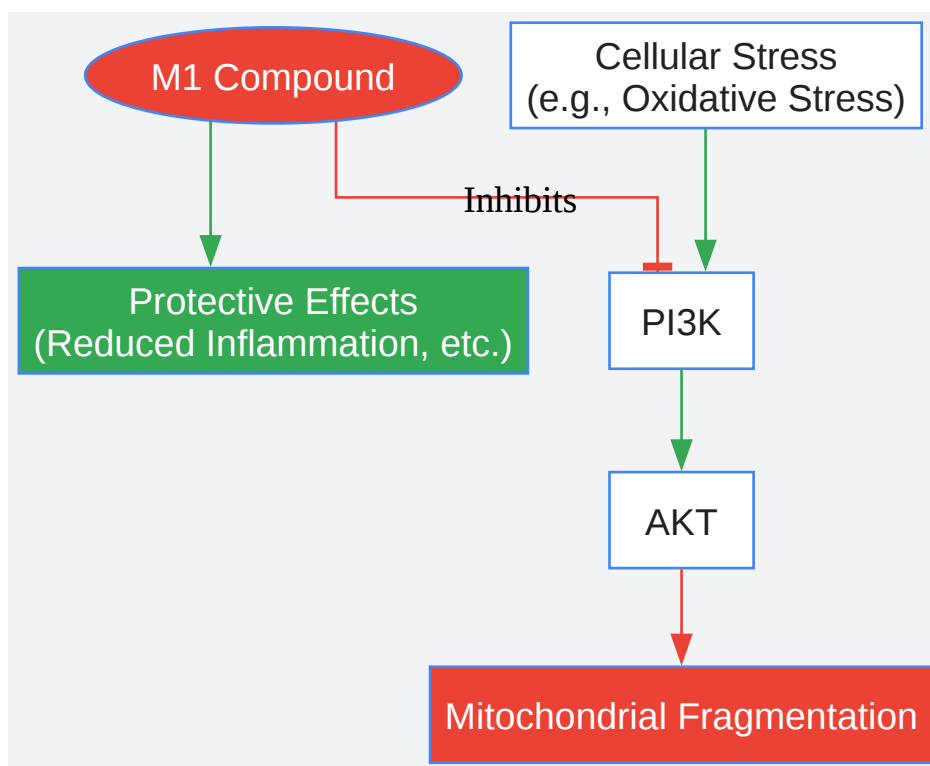 M1 Compound
Cellular Stress
(e.g., Oxidative Stress)
Inhibits
Protective Effects
(Reduced Inflammation, etc.)
PI3K
AKT
Mitochondrial Fragmentation